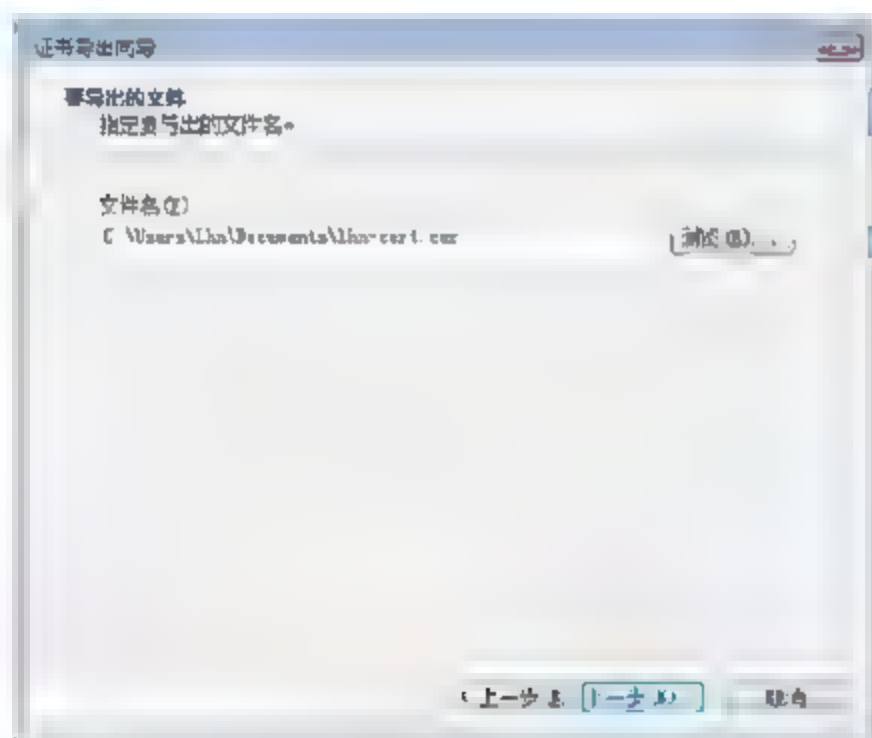 证书导出向导
要导出的文件
指定要导出的文件名。
文件名(F)
C:\Users\Lhn\Documents\lhn-cert.cer
浏览(R)...
<上一步(B) 下一步(N)> 取消